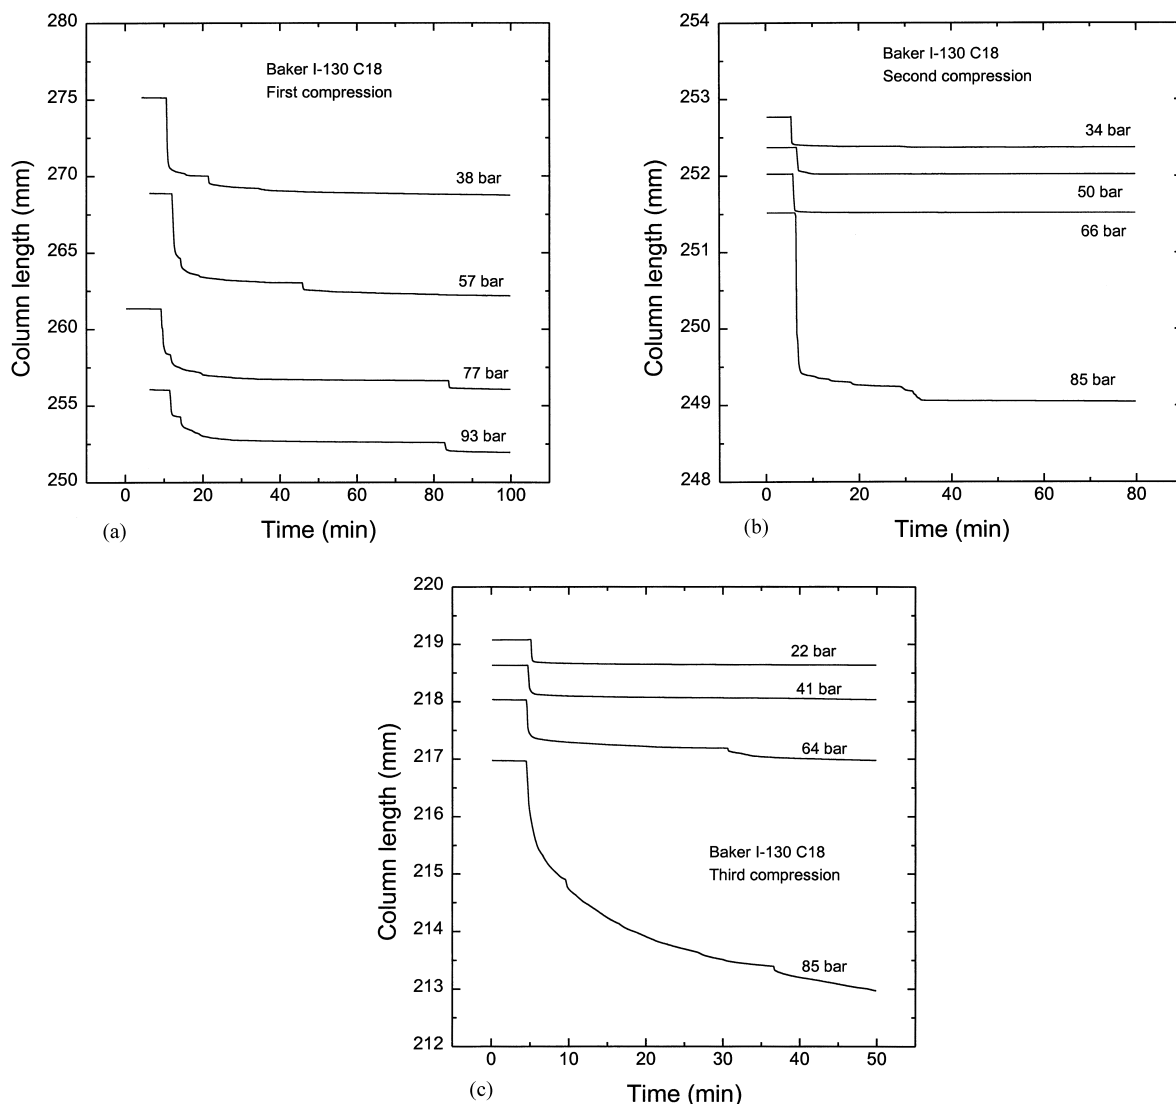 280
275
270
265
260
255
250
Column length (mm)
Baker I-130 C18
First compression
38 bar
57 bar
77 bar
93 bar
0 20 40 60 80 100
Time (min)
(a)
254
253
252
251
250
249
248
Column length (mm)
Baker I-130 C18
Second compression
34 bar
50 bar
66 bar
85 bar
0 20 40 60 80
Time (min)
(b)
220
219
218
217
216
215
214
213
212
Column length (mm)
22 bar
41 bar
64 bar
Baker I-130 C18
Third compression
85 bar
0 10 20 30 40 50
Time (min)
(c)